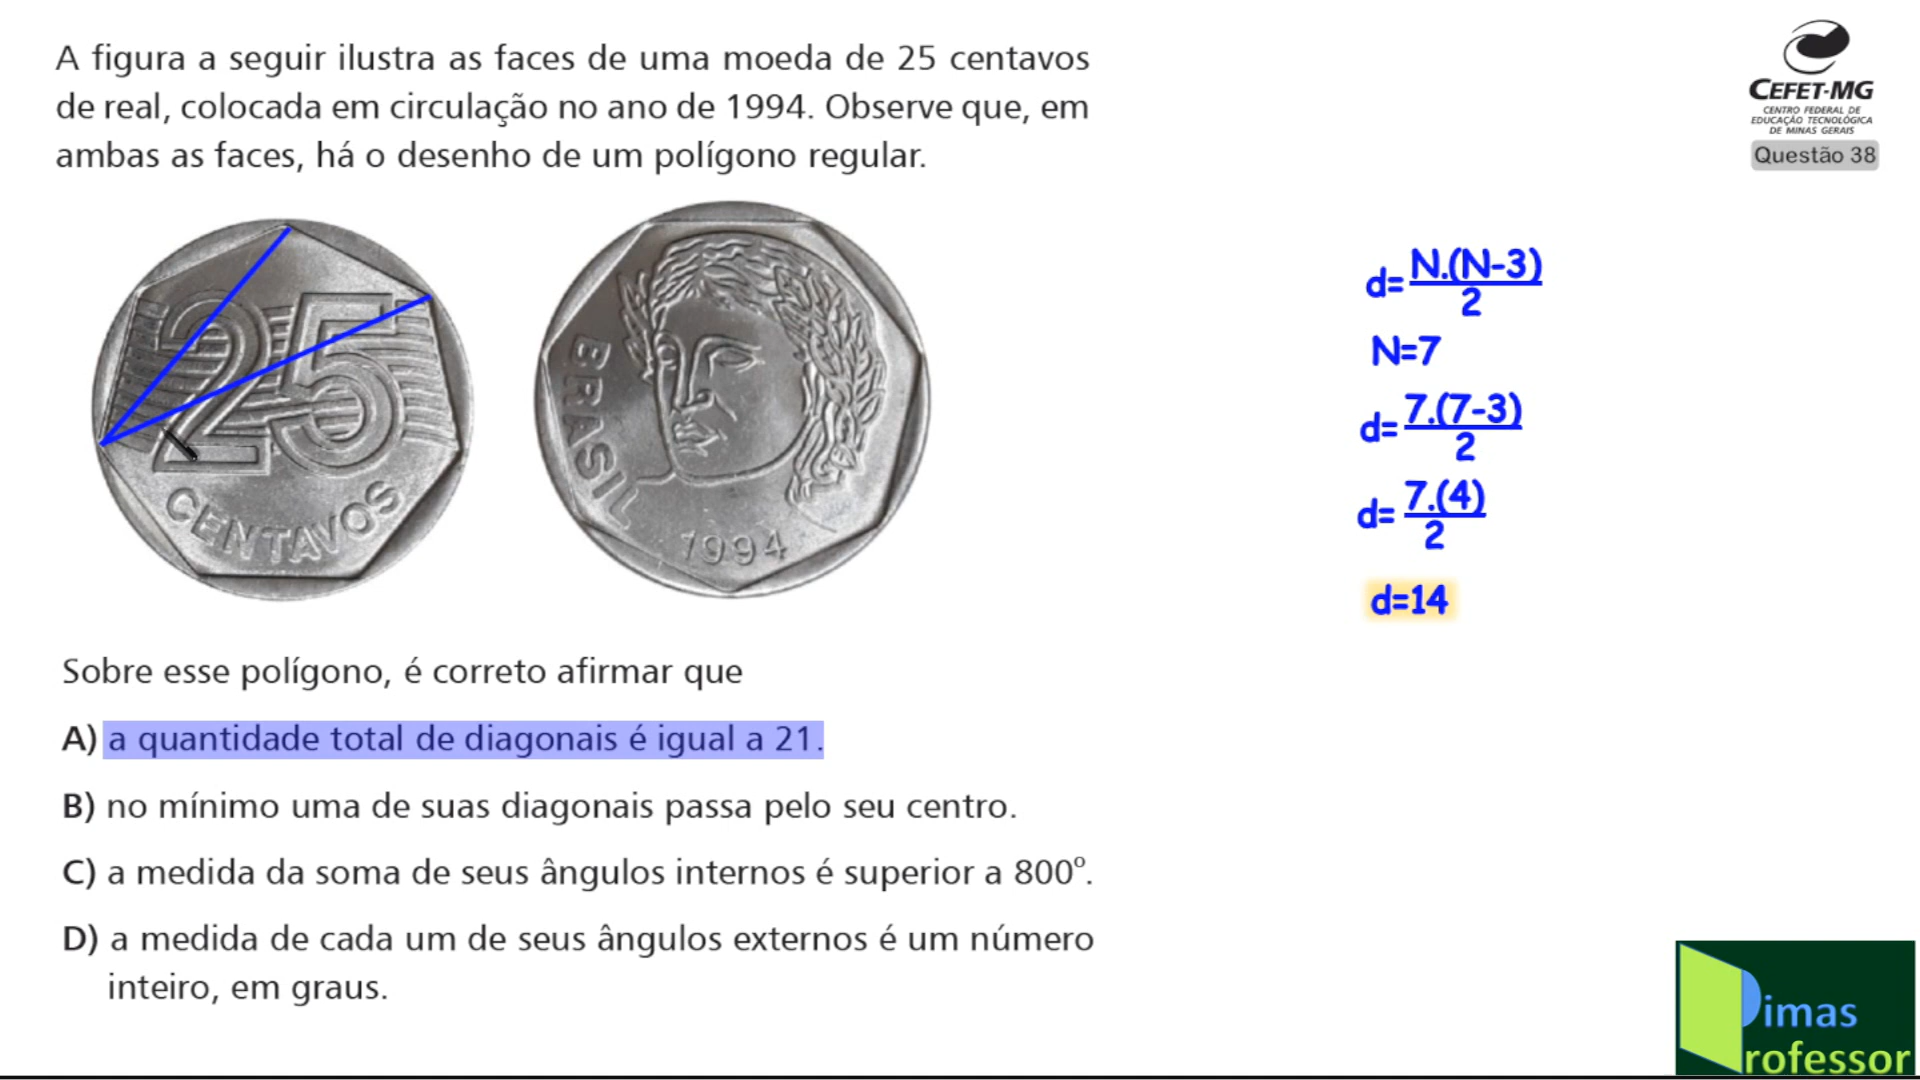 A figura a seguir ilustra as faces de uma moeda de 25 centavos
de real, colocada em circulação no ano de 1994. Observe que, em
ambas as faces, há o desenho de um polígono regular.
CEFET-MG
CENTRO FEDERAL DE
EDUCAÇÃO TECNOLÓGICA
DE MINAS GERAIS
Questão 38
25
CENTAVOS
BRASIL
1994
d= N.(N-3)
2
N=7
d= 7.(7-3)
2
d= 7.(4)
2
d=14
Sobre esse polígono, é correto afirmar que
A) a quantidade total de diagonais é igual a 21.
B) no mínimo uma de suas diagonais passa pelo seu centro.
C) a medida da soma de seus ângulos internos é superior a 800º.
D) a medida de cada um de seus ângulos externos é um número
inteiro, em graus.
Dimas
Professor